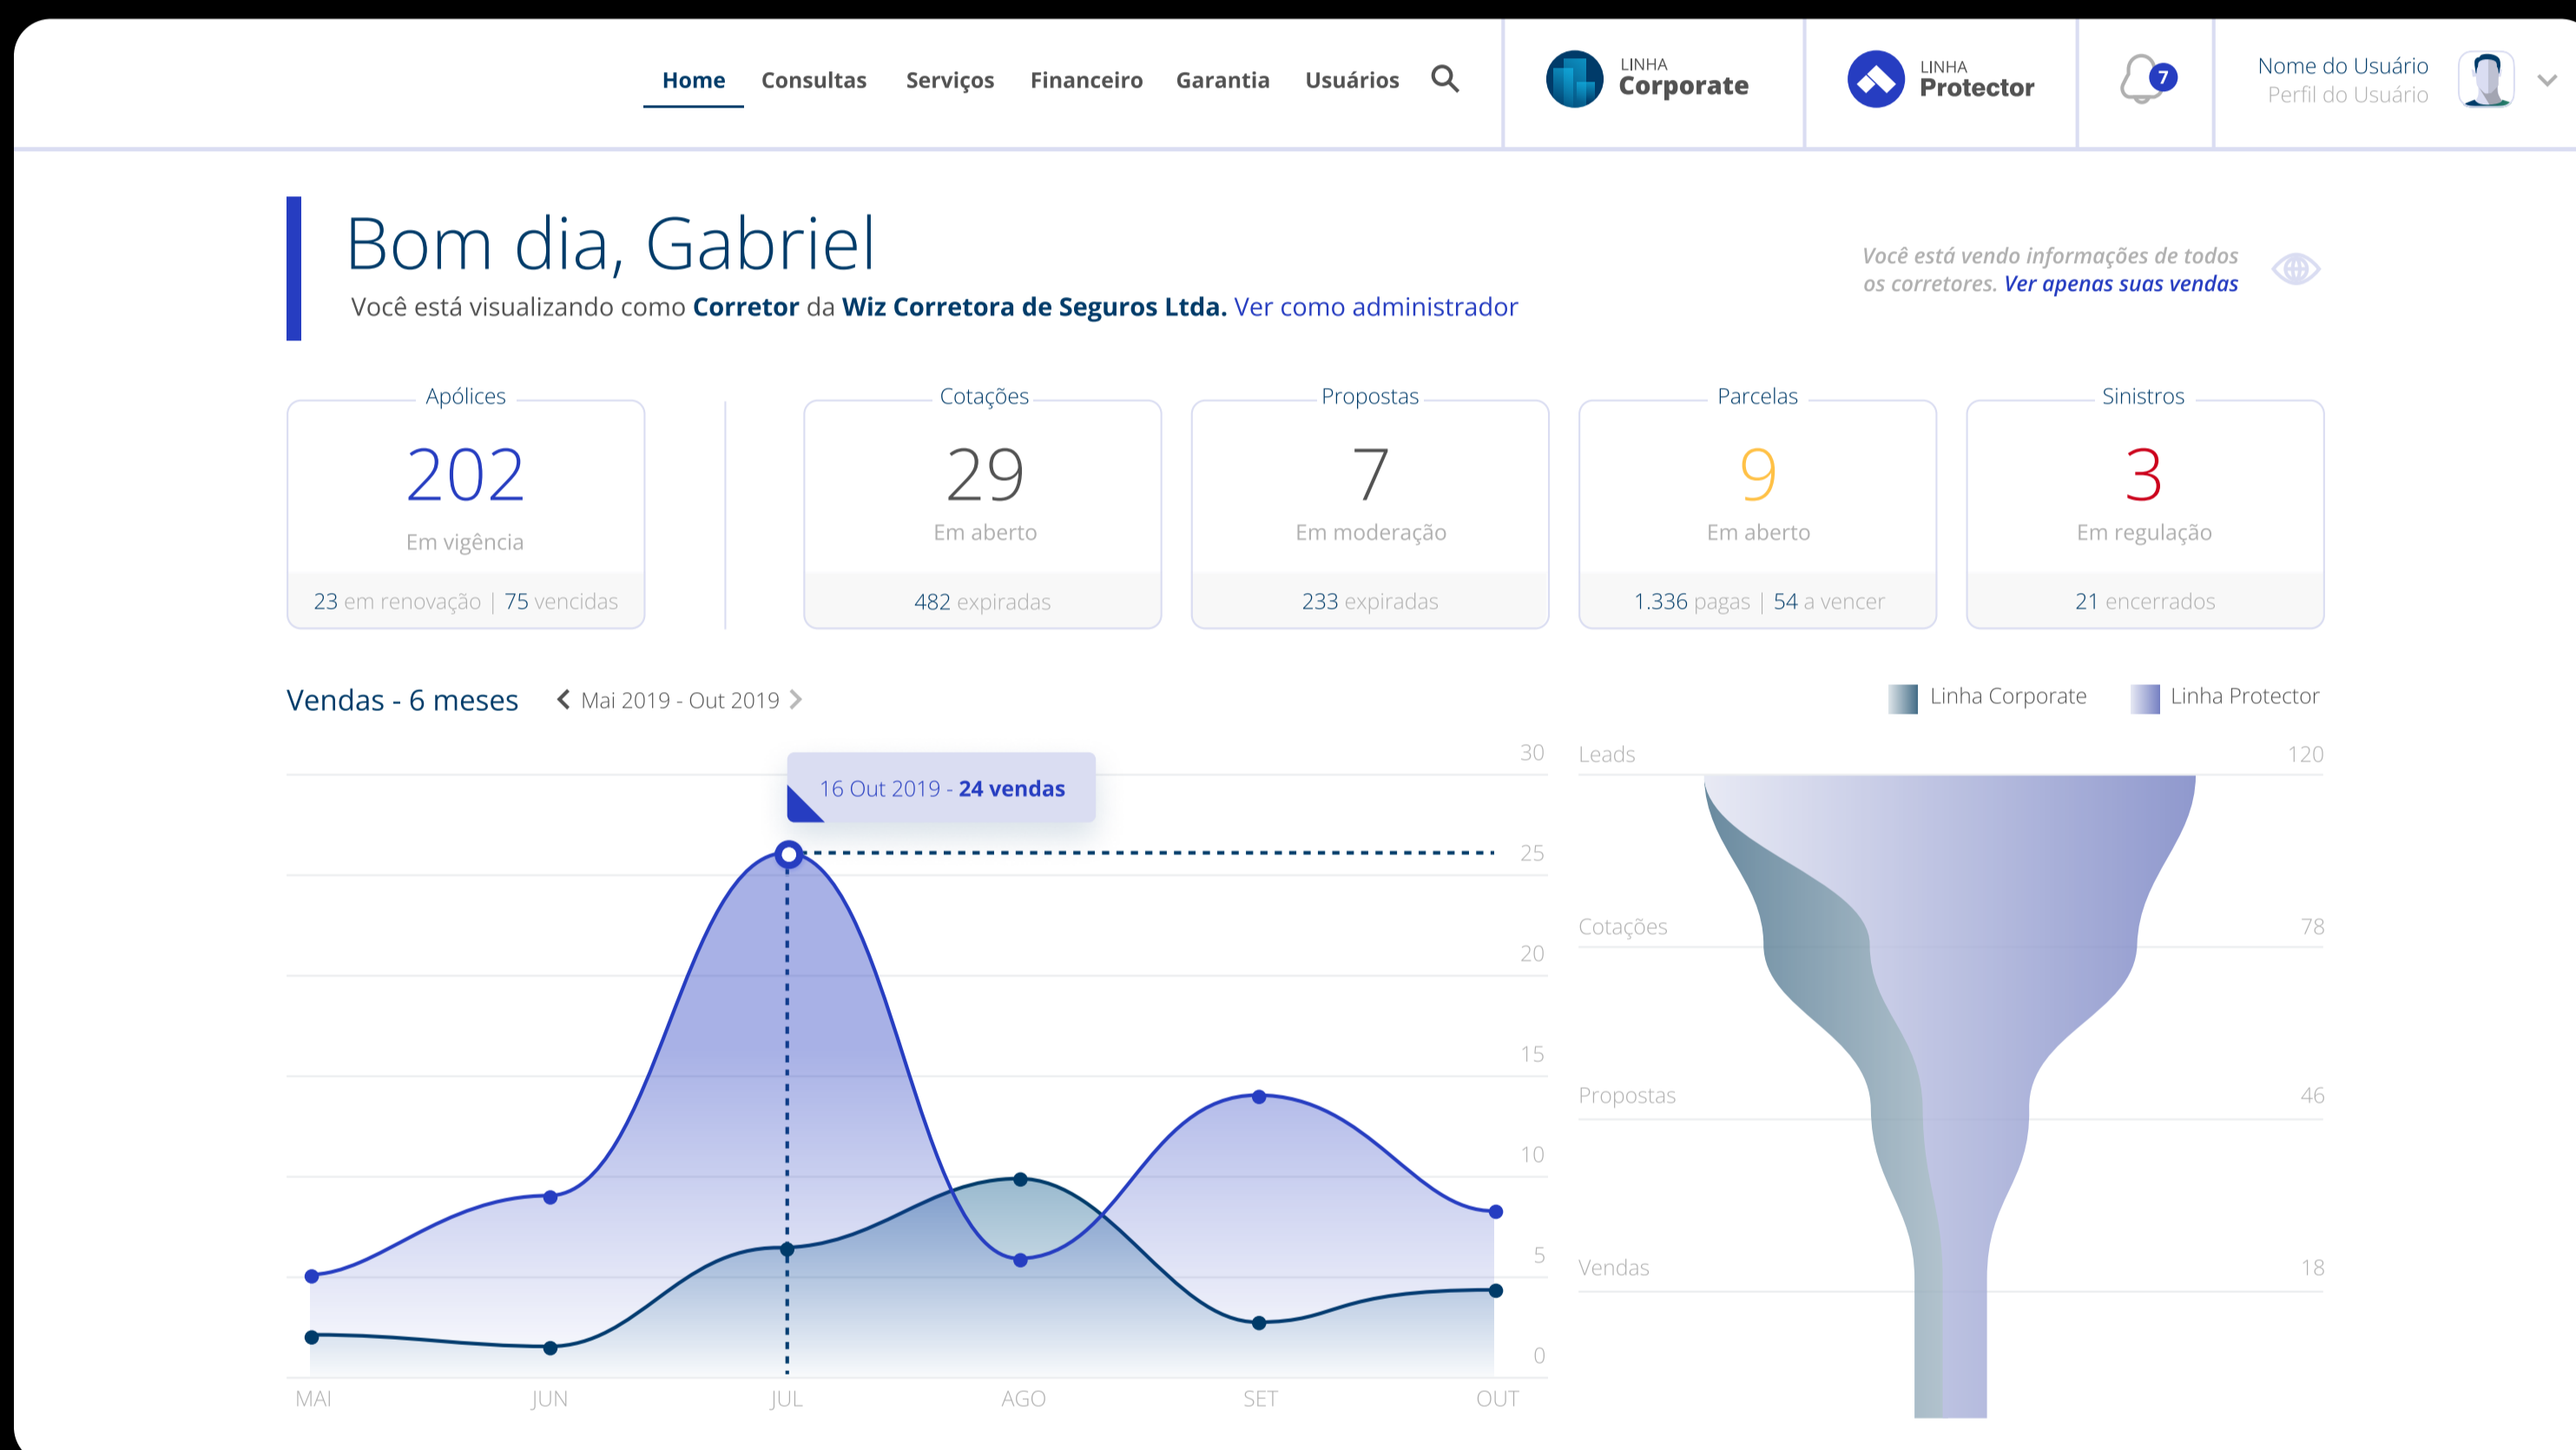 Home Consultas Serviços Financeiro Garantia Usuários
LINHA
Corporate
LINHA
Protector
7
Nome do Usuário
Perfil do Usuário
Bom dia, Gabriel
Você está visualizando como Corretor da Wiz Corretora de Seguros Ltda. Ver como administrador
Você está vendo informações de todos
os corretores. Ver apenas suas vendas
Apólices
202
Em vigência
23 em renovação | 75 vencidas
Cotações
29
Em aberto
482 expiradas
Propostas
7
Em moderação
233 expiradas
Parcelas
9
Em aberto
1.336 pagas | 54 a vencer
Sinistros
3
Em regulação
21 encerrados
Vendas - 6 meses
Mai 2019 - Out 2019
16 Out 2019 - 24 vendas
30
25
20
15
10
5
0
MAI JUN JUL AGO SET OUT
Linha Corporate
Linha Protector
Leads 120
Cotações 78
Propostas 46
Vendas 18